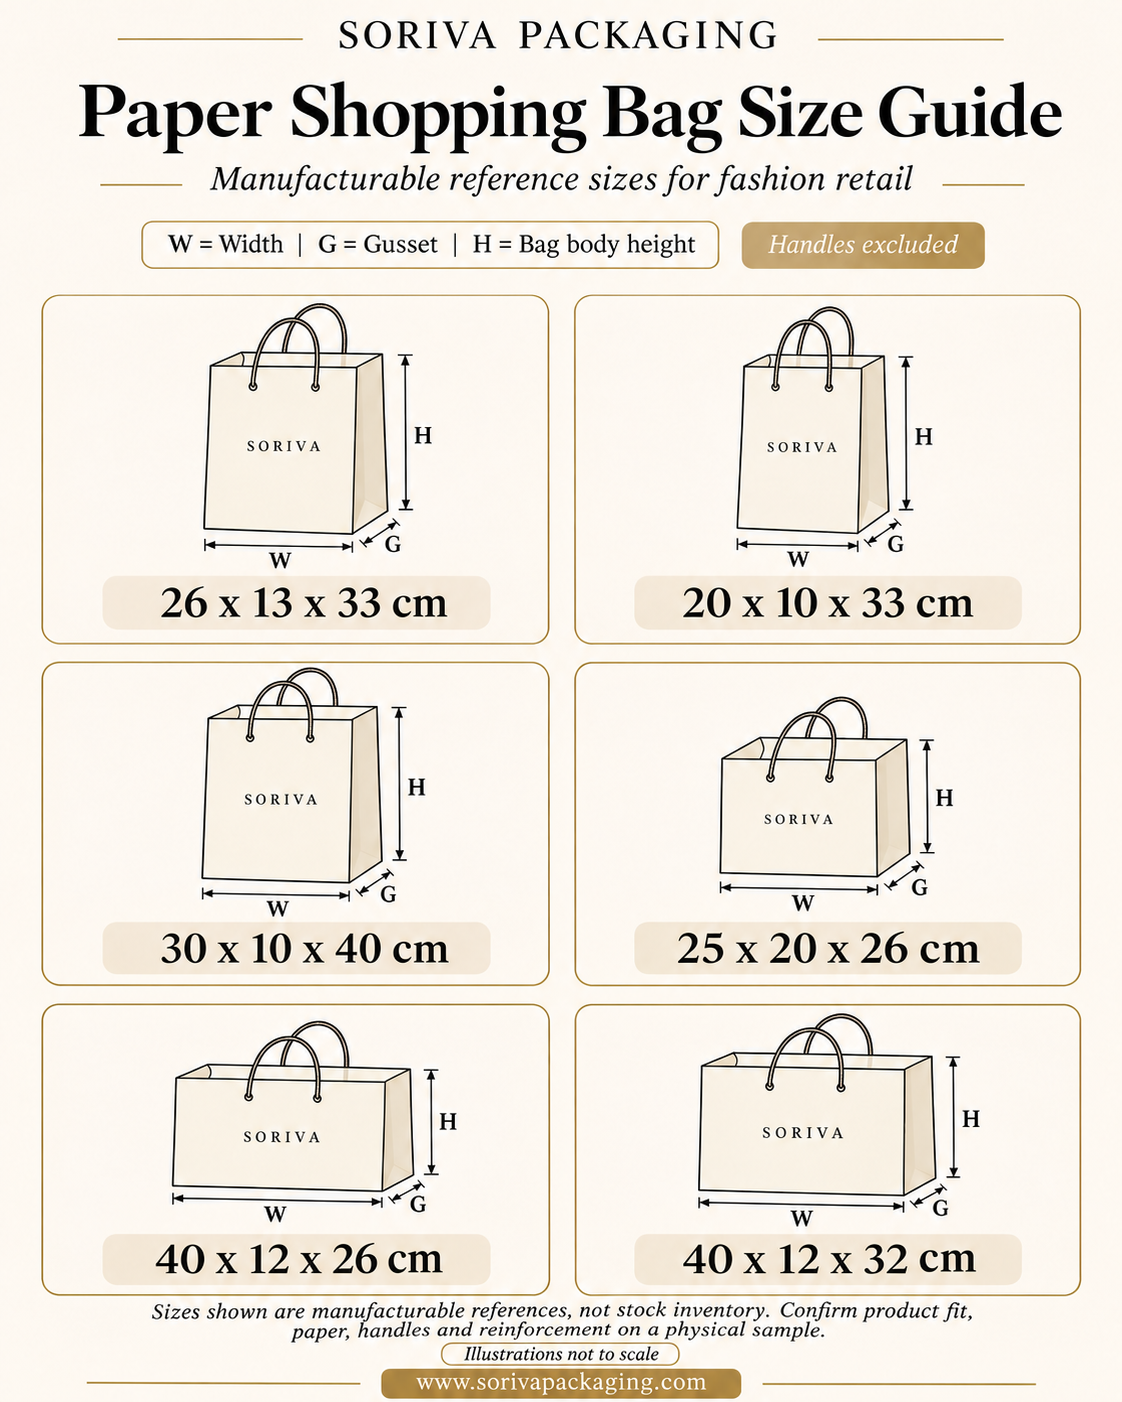 SORIVA PACKAGING
Paper Shopping Bag Size Guide
Manufacturable reference sizes for fashion retail
W = Width | G = Gusset | H = Bag body height
Handles excluded
SORIVA
H
G
W
26 x 13 x 33 cm
SORIVA
H
G
W
20 x 10 x 33 cm
SORIVA
H
G
W
30 x 10 x 40 cm
SORIVA
H
G
W
25 x 20 x 26 cm
SORIVA
H
G
W
40 x 12 x 26 cm
SORIVA
H
G
W
40 x 12 x 32 cm
Sizes shown are manufacturable references, not stock inventory. Confirm product fit,
paper, handles and reinforcement on a physical sample.
Illustrations not to scale
www.sorivapackaging.com